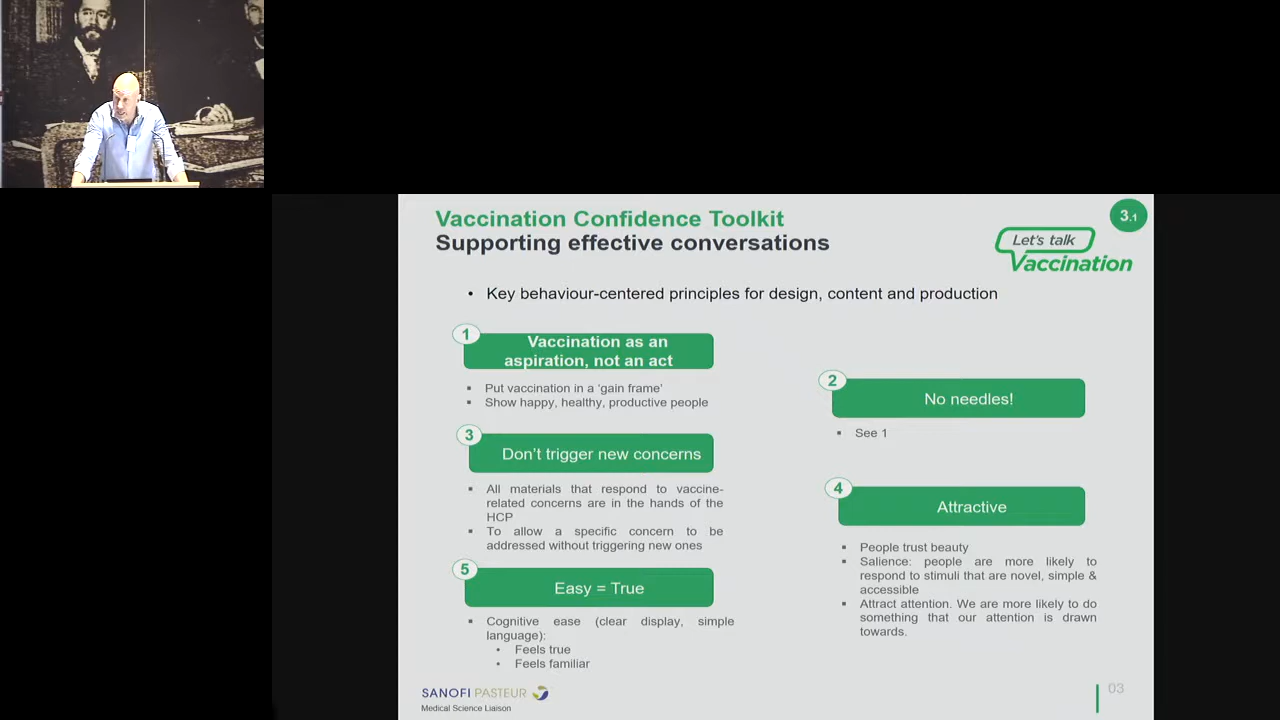 Vaccination Confidence Toolkit
Supporting effective conversations
3.1
Let's talk
Vaccination
• Key behaviour-centered principles for design, content and production
1
Vaccination as an
aspiration, not an act
▪ Put vaccination in a ‘gain frame’
▪ Show happy, healthy, productive people
2
No needles!
▪ See 1
3
Don’t trigger new concerns
▪ All materials that respond to vaccine-
related concerns are in the hands of the
HCP
▪ To allow a specific concern to be
addressed without triggering new ones
4
Attractive
▪ People trust beauty
▪ Salience: people are more likely to
respond to stimuli that are novel, simple &
accessible
▪ Attract attention. We are more likely to do
something that our attention is drawn
towards.
5
Easy = True
▪ Cognitive ease (clear display, simple
language):
• Feels true
• Feels familiar
SANOFI PASTEUR
Medical Science Liaison
03